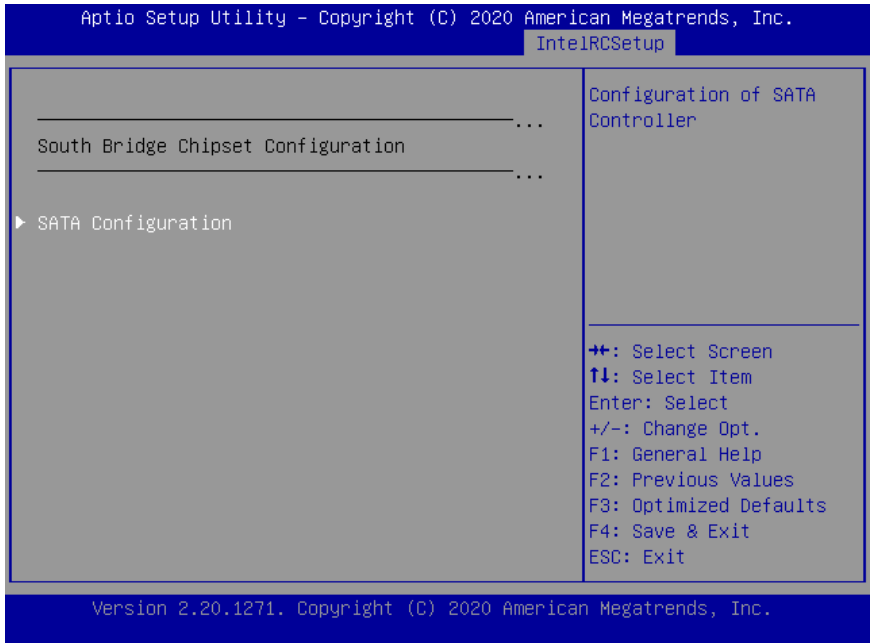 Aptio Setup Utility – Copyright (C) 2020 American Megatrends, Inc.
IntelRCSetup
...
South Bridge Chipset Configuration
...
▶ SATA Configuration
Configuration of SATA
Controller
→←: Select Screen
↑↓: Select Item
Enter: Select
+/-: Change Opt.
F1: General Help
F2: Previous Values
F3: Optimized Defaults
F4: Save & Exit
ESC: Exit
Version 2.20.1271. Copyright (C) 2020 American Megatrends, Inc.